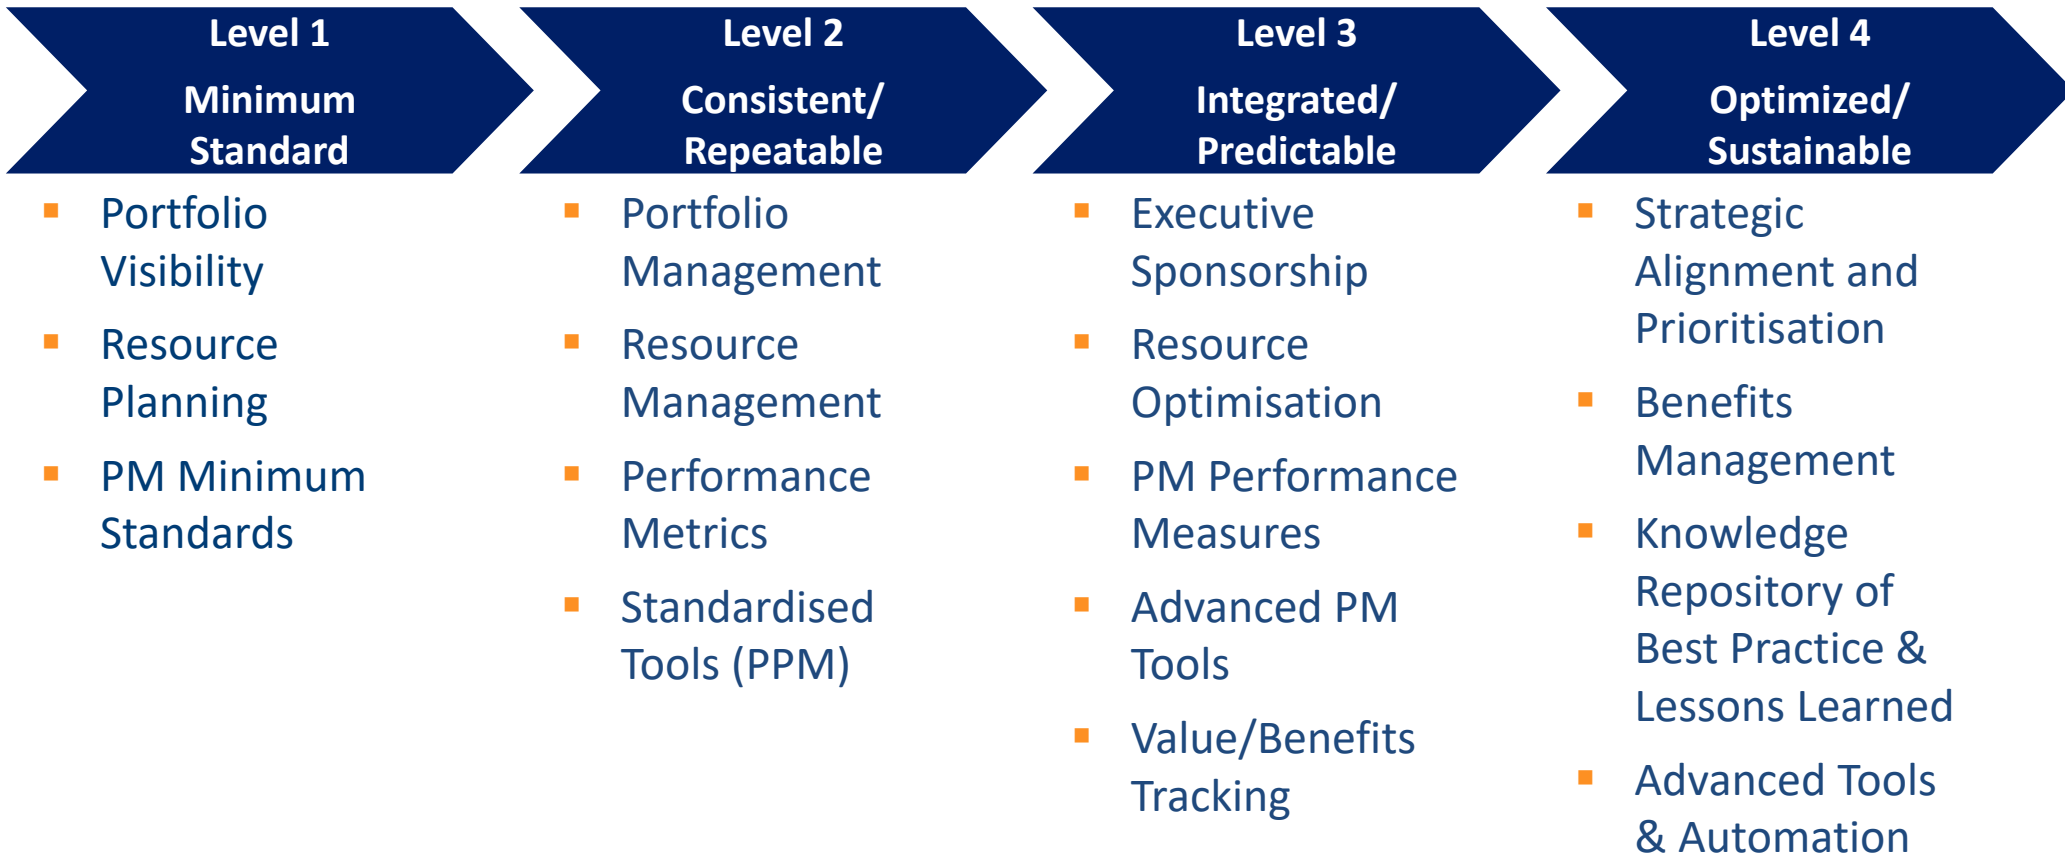 Level 1
Minimum
Standard
Portfolio
Visibility
Resource
Planning
PM Minimum
Standards
Level 2
Consistent/
Repeatable
Portfolio
Management
Resource
Management
Performance
Metrics
Standardised
Tools (PPM)
Level 3
Integrated/
Predictable
Executive
Sponsorship
Resource
Optimisation
PM Performance
Measures
Advanced PM
Tools
Value/Benefits
Tracking
Level 4
Optimized/
Sustainable
Strategic
Alignment and
Prioritisation
Benefits
Management
Knowledge
Repository of
Best Practice &
Lessons Learned
Advanced Tools
& Automation